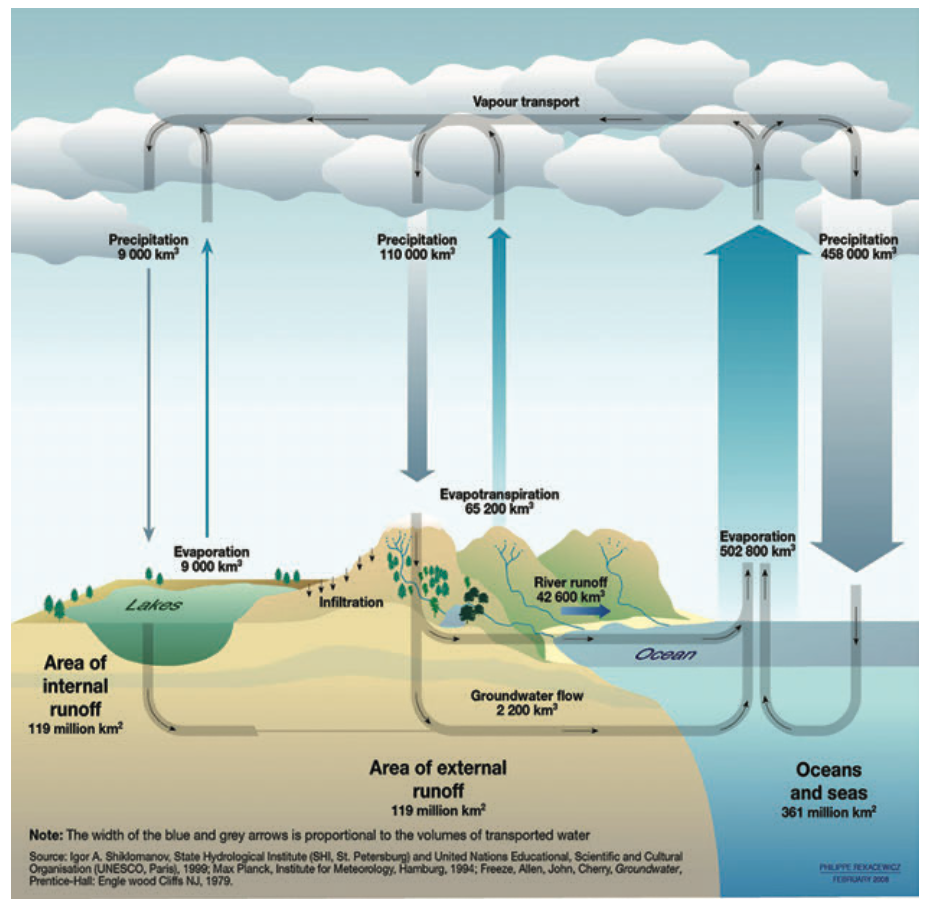 Vapour transport
Precipitation
9 000 km³
Precipitation
110 000 km³
Precipitation
458 000 km³
Evapotranspiration
65 200 km³
Evaporation
9 000 km³
Evaporation
502 800 km³
River runoff
42 600 km³
Infiltration
Lakes
Ocean
Area of
internal
runoff
119 million km²
Groundwater flow
2 200 km³
Area of external
runoff
119 million km²
Oceans
and seas
361 million km²
Note: The width of the blue and grey arrows is proportional to the volumes of transported water
Source: Igor A. Shiklomanov, State Hydrological Institute (SHI, St. Petersburg) and United Nations Educational, Scientific and Cultural
Organisation (UNESCO, Paris), 1999; Max Planck, Institute for Meteorology, Hamburg, 1994; Freeze, Allen, John, Cherry, Groundwater,
Prentice-Hall: Engle wood Cliffs NJ, 1979.
PHILIPPE REKACEWICZ
FEBRUARY 2008